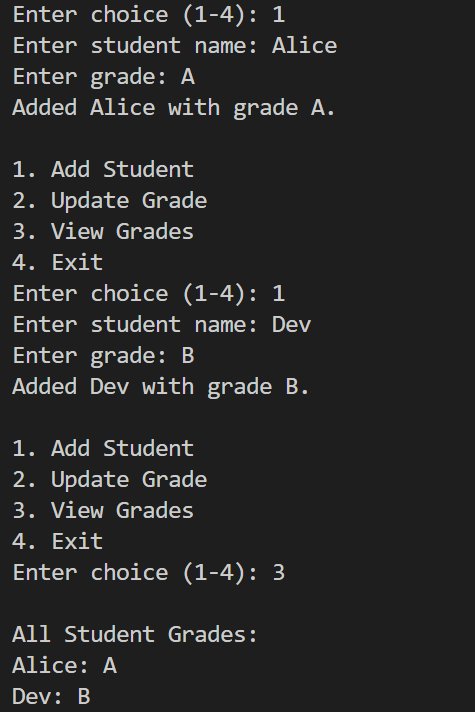 Enter choice (1-4): 1
Enter student name: Alice
Enter grade: A
Added Alice with grade A.

1. Add Student
2. Update Grade
3. View Grades
4. Exit
Enter choice (1-4): 1
Enter student name: Dev
Enter grade: B
Added Dev with grade B.

1. Add Student
2. Update Grade
3. View Grades
4. Exit
Enter choice (1-4): 3

All Student Grades:
Alice: A
Dev: B